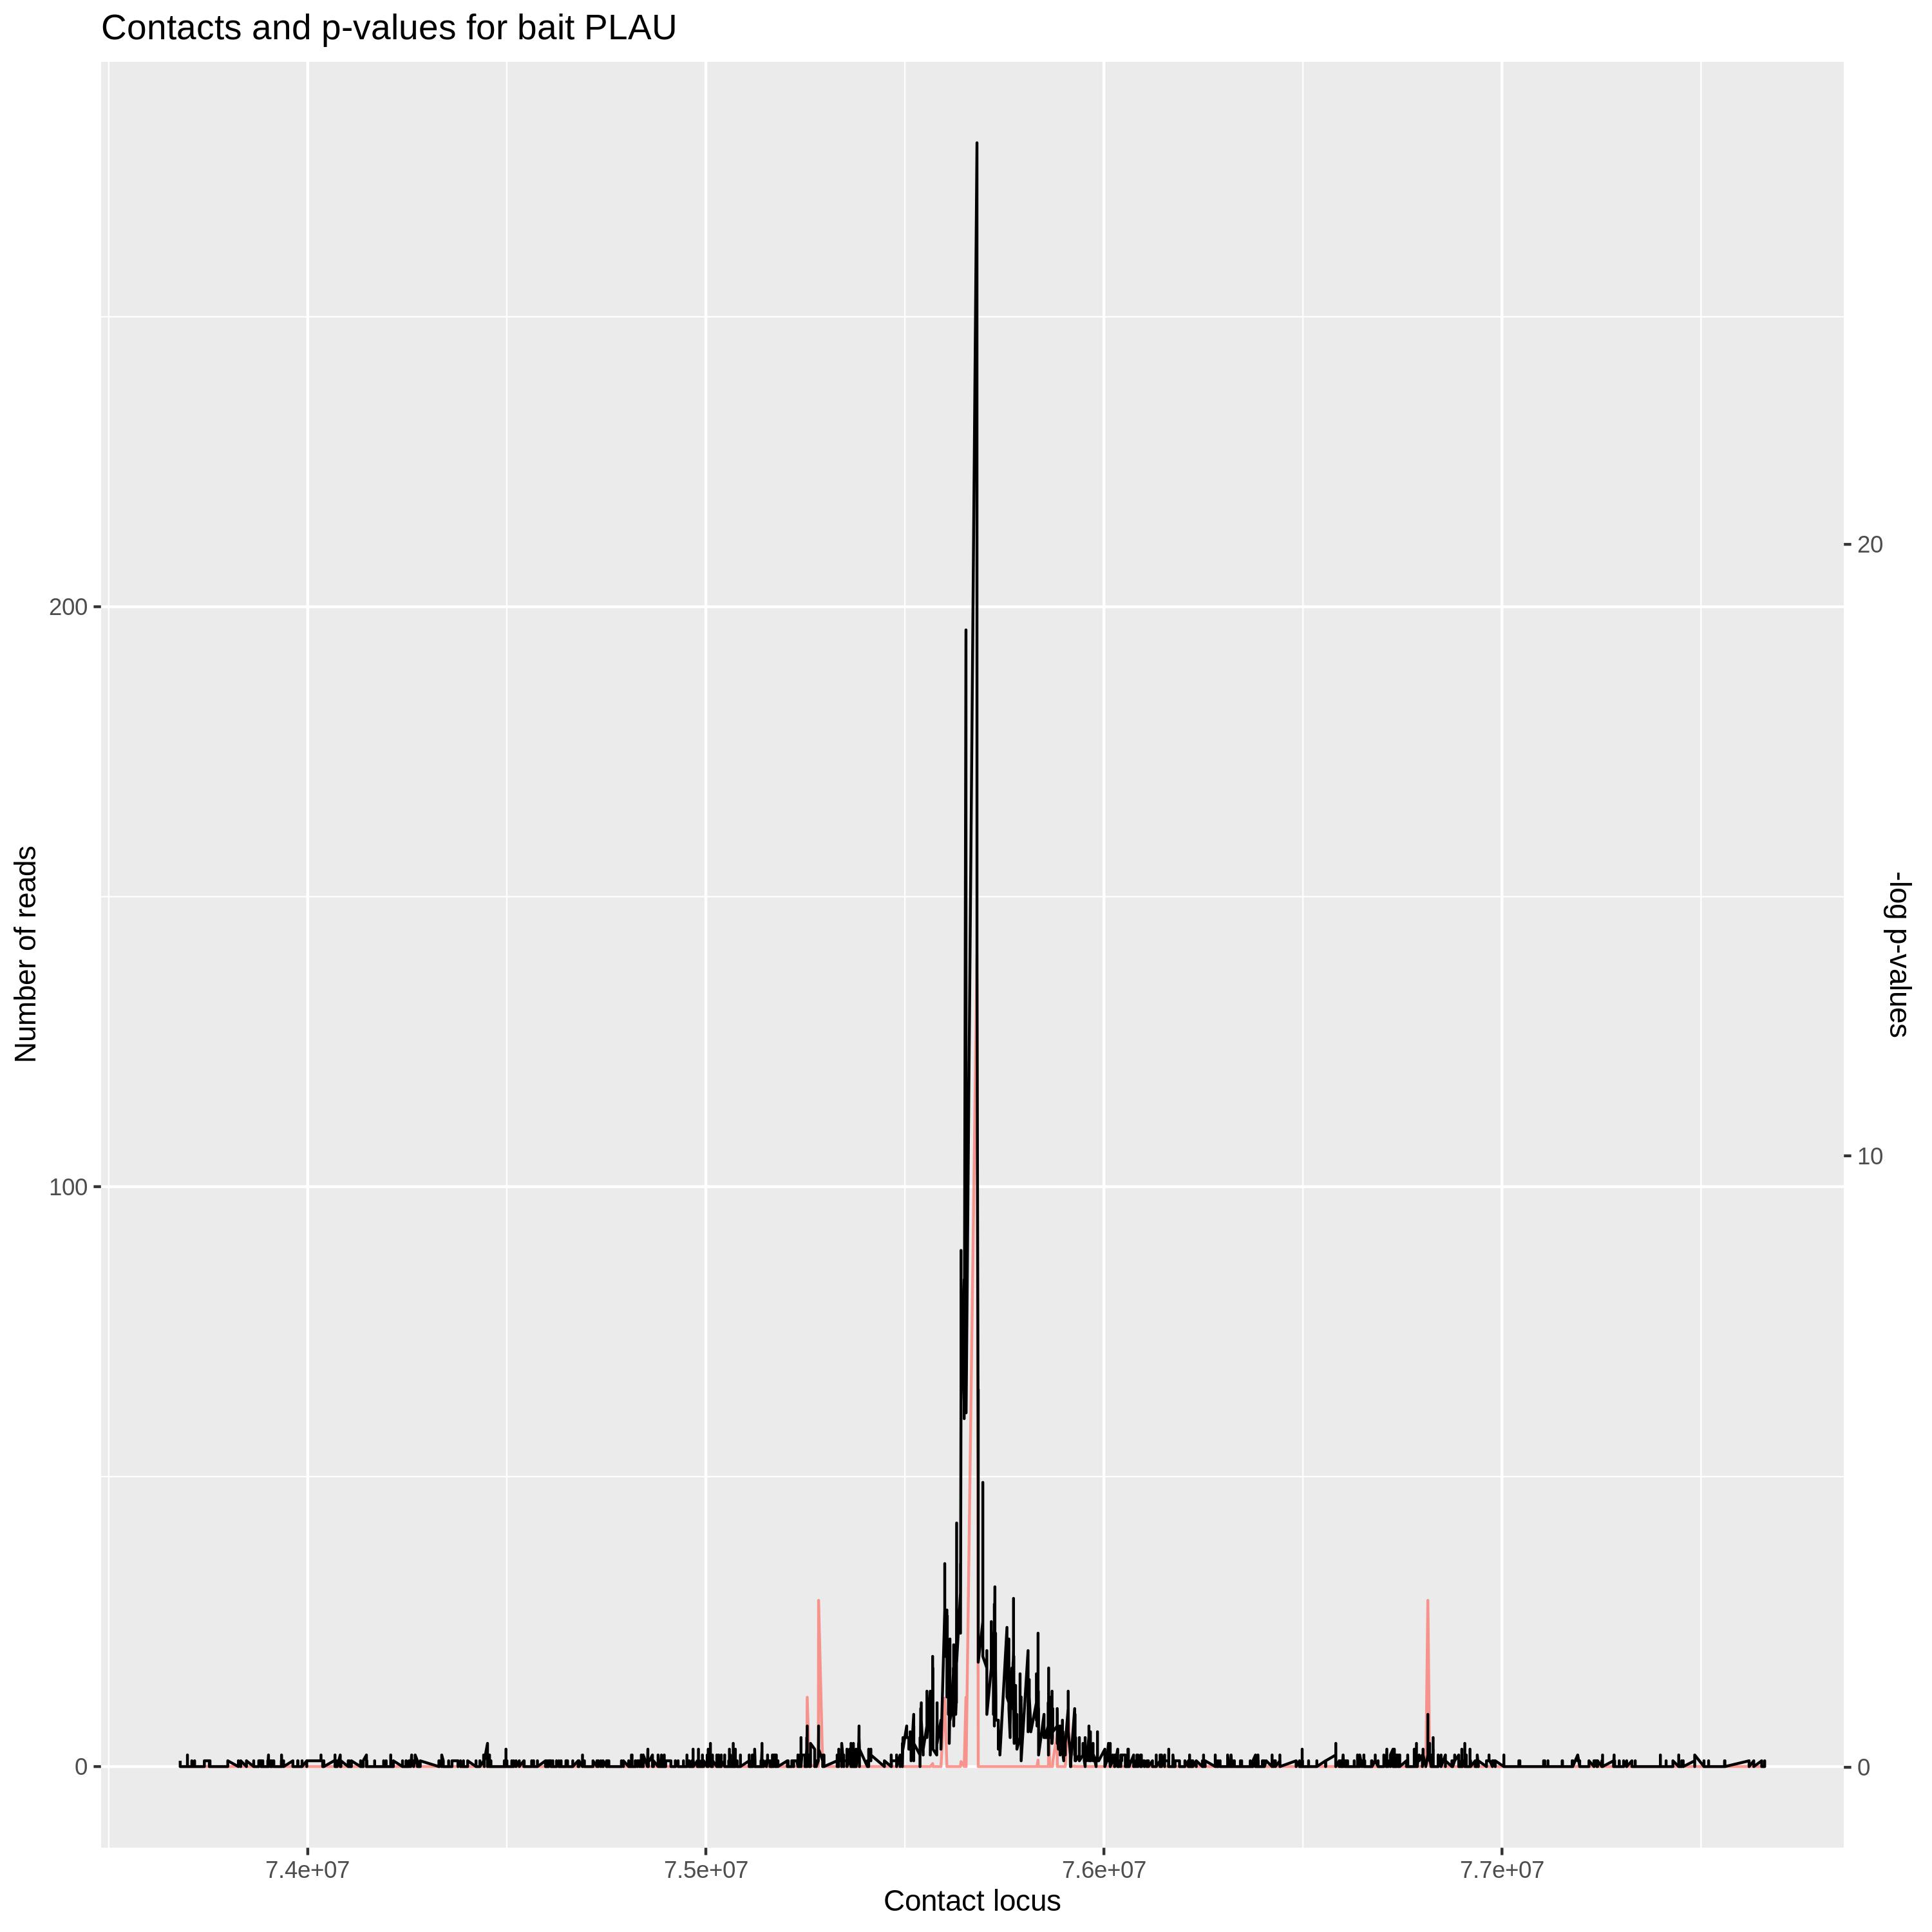 Contacts and p-values for bait PLAU
Number of reads
200
100
0
20
10
0
-log p-values
7.4e+07
7.5e+07
7.6e+07
7.7e+07
Contact locus